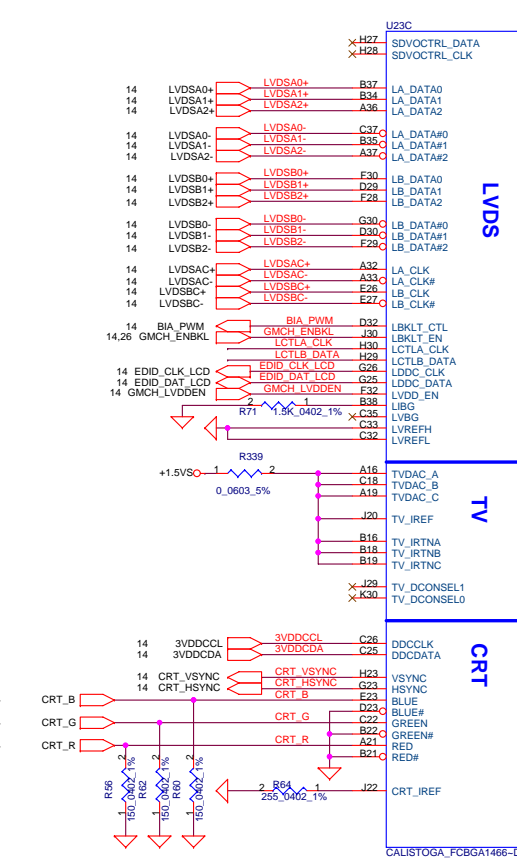 U23C
H27 SDVOCTRL_DATA
H28 SDVOCTRL_CLK
14 LVDSA0+ LVDSA0+ B37 LA_DATA0
14 LVDSA1+ LVDSA1+ B34 LA_DATA1
14 LVDSA2+ LVDSA2+ A36 LA_DATA2
14 LVDSA0- LVDSA0- C37 LA_DATA#0
14 LVDSA1- LVDSA1- B35 LA_DATA#1
14 LVDSA2- LVDSA2- A37 LA_DATA#2
14 LVDSB0+ LVDSB0+ F30 LB_DATA0
14 LVDSB1+ LVDSB1+ D29 LB_DATA1
14 LVDSB2+ LVDSB2+ F28 LB_DATA2
LVDS
14 LVDSB0- LVDSB0- G30 LB_DATA#0
14 LVDSB1- LVDSB1- D30 LB_DATA#1
14 LVDSB2- LVDSB2- F29 LB_DATA#2
14 LVDSAC+ LVDSAC+ A32 LA_CLK
14 LVDSAC- LVDSAC- A33 LA_CLK#
14 LVDSBC+ LVDSBC+ E26 LB_CLK
14 LVDSBC- LVDSBC- E27 LB_CLK#
14 BIA_PWM BIA_PWM D32 LBKLT_CTL
14,26 GMCH_ENBKL GMCH_ENBKL J30 LBKLT_EN
LCTLA_CLK H30 LCTLA_CLK
LCTLB_DATA H29 LCTLB_DATA
14 EDID_CLK_LCD EDID_CLK_LCD G26 LDDC_CLK
14 EDID_DAT_LCD EDID_DAT_LCD G25 LDDC_DATA
14 GMCH_LVDDEN GMCH_LVDDEN F32 LVDD_EN
2 1 B38 LIBG
R71 1.5K_0402_1% C35 LVBG
C33 LVREFH
C32 LVREFL
R339
+1.5VS 1 2 A16 TVDAC_A
0_0603_5% C18 TVDAC_B
A19 TVDAC_C
TV
J20 TV_IREF
B16 TV_IRTNA
B18 TV_IRTNB
B19 TV_IRTNC
J29 TV_DCONSEL1
K30 TV_DCONSEL0
14 3VDDCCL 3VDDCCL C26 DDCCLK
14 3VDDCDA 3VDDCDA C25 DDCDATA
CRT
14 CRT_VSYNC CRT_VSYNC H23 VSYNC
14 CRT_HSYNC CRT_HSYNC G23 HSYNC
CRT_B CRT_B E23 BLUE
D23 BLUE#
CRT_G CRT_G C22 GREEN
B22 GREEN#
CRT_R CRT_R A21 RED
B21 RED#
2 2 2
R56 150_0402_1% R62 150_0402_1% R60 150_0402_1%
1 1 1
2 R64 1 J22 CRT_IREF
255_0402_1%
CALISTOGA_FCBGA1466~D